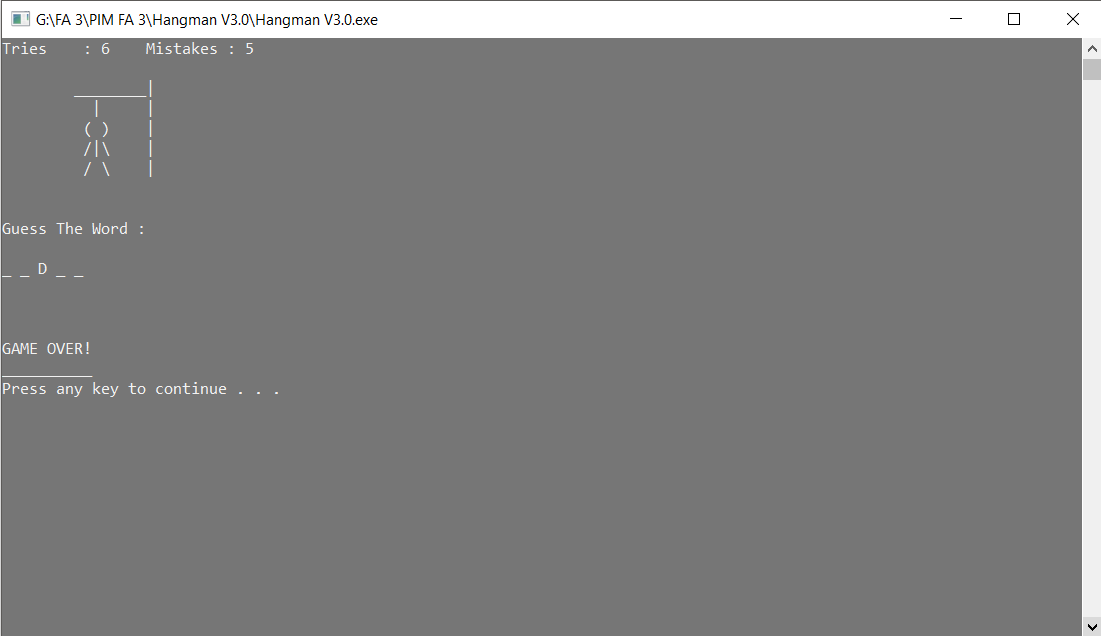 G:\FA 3\PIM FA 3\Hangman V3.0\Hangman V3.0.exe
Tries    : 6    Mistakes : 5
        ________|
          |     |
         ( )    |
         /|\    |
         / \    |
Guess The Word :
_ _ D _ _
GAME OVER!
__________
Press any key to continue . . .